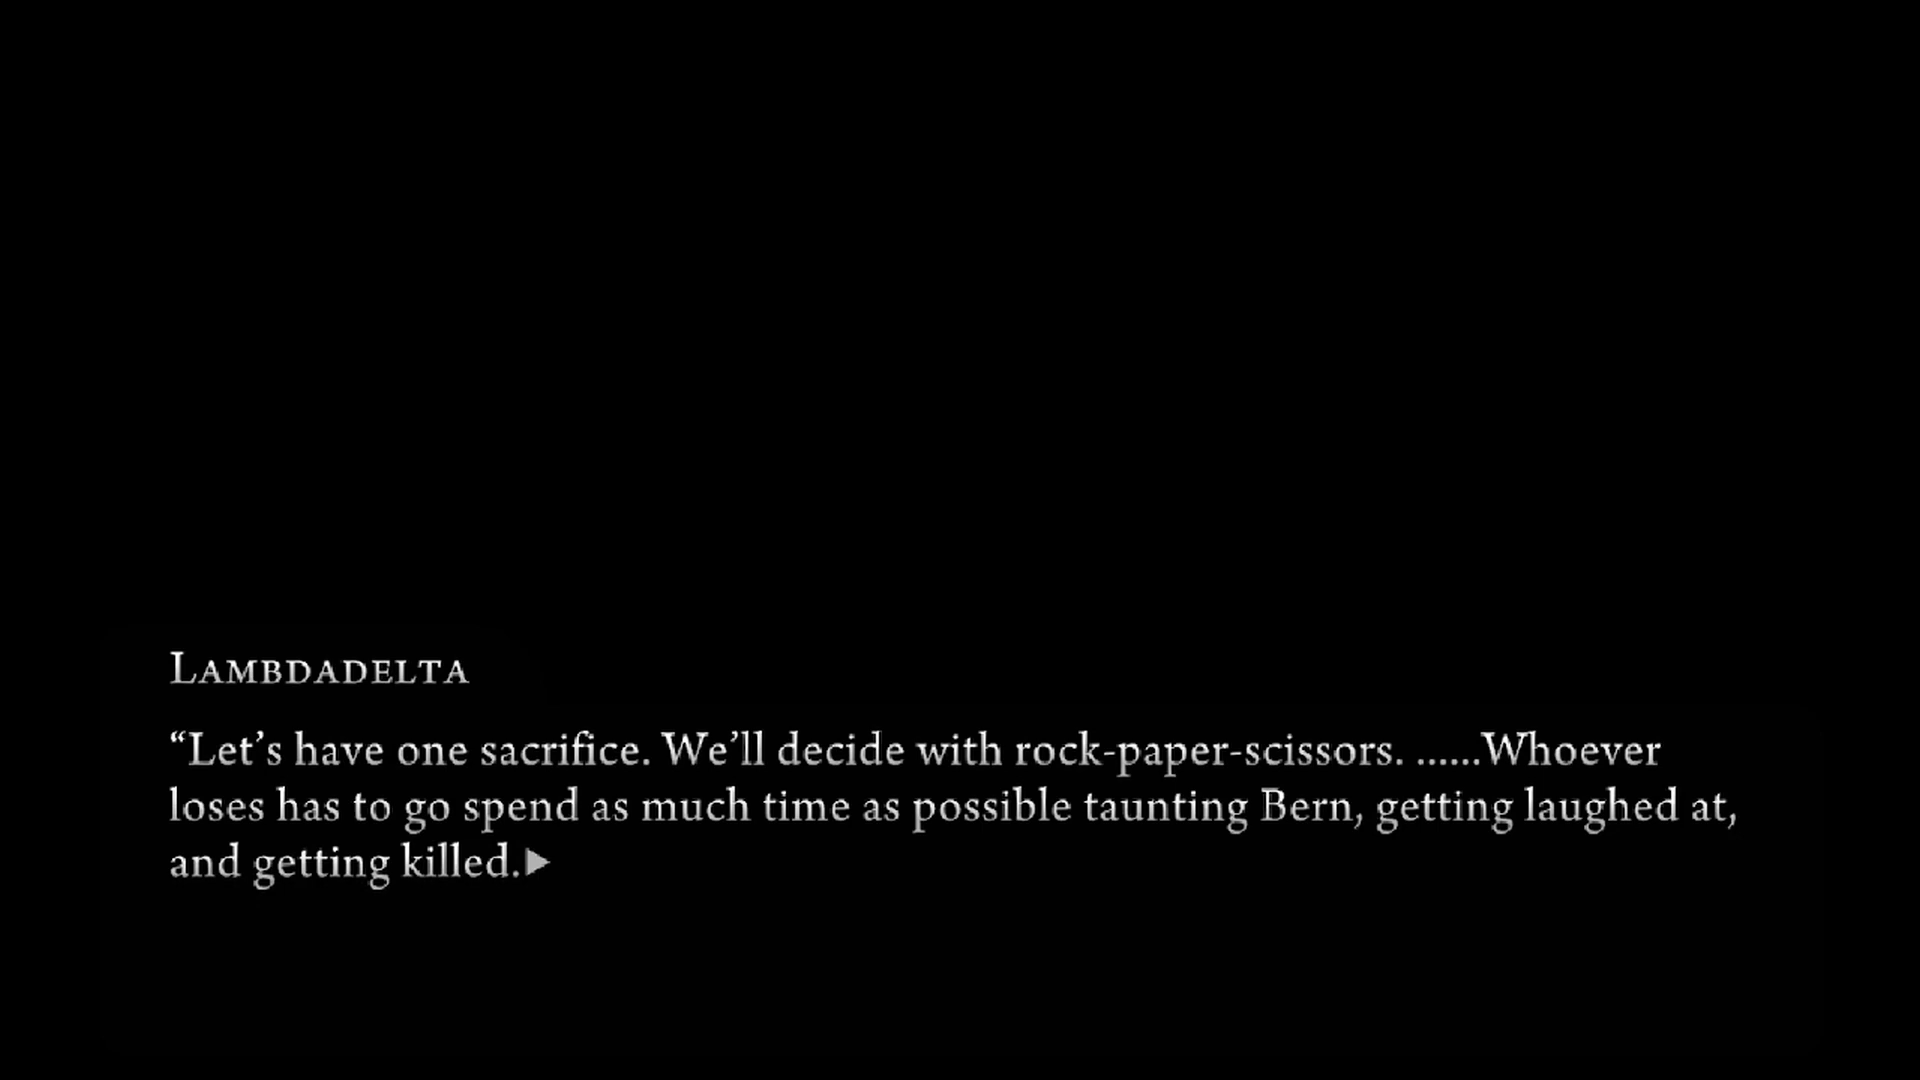 LAMBDADELTA
“Let’s have one sacrifice. We’ll decide with rock-paper-scissors. ......Whoever
loses has to go spend as much time as possible taunting Bern, getting laughed at,
and getting killed.